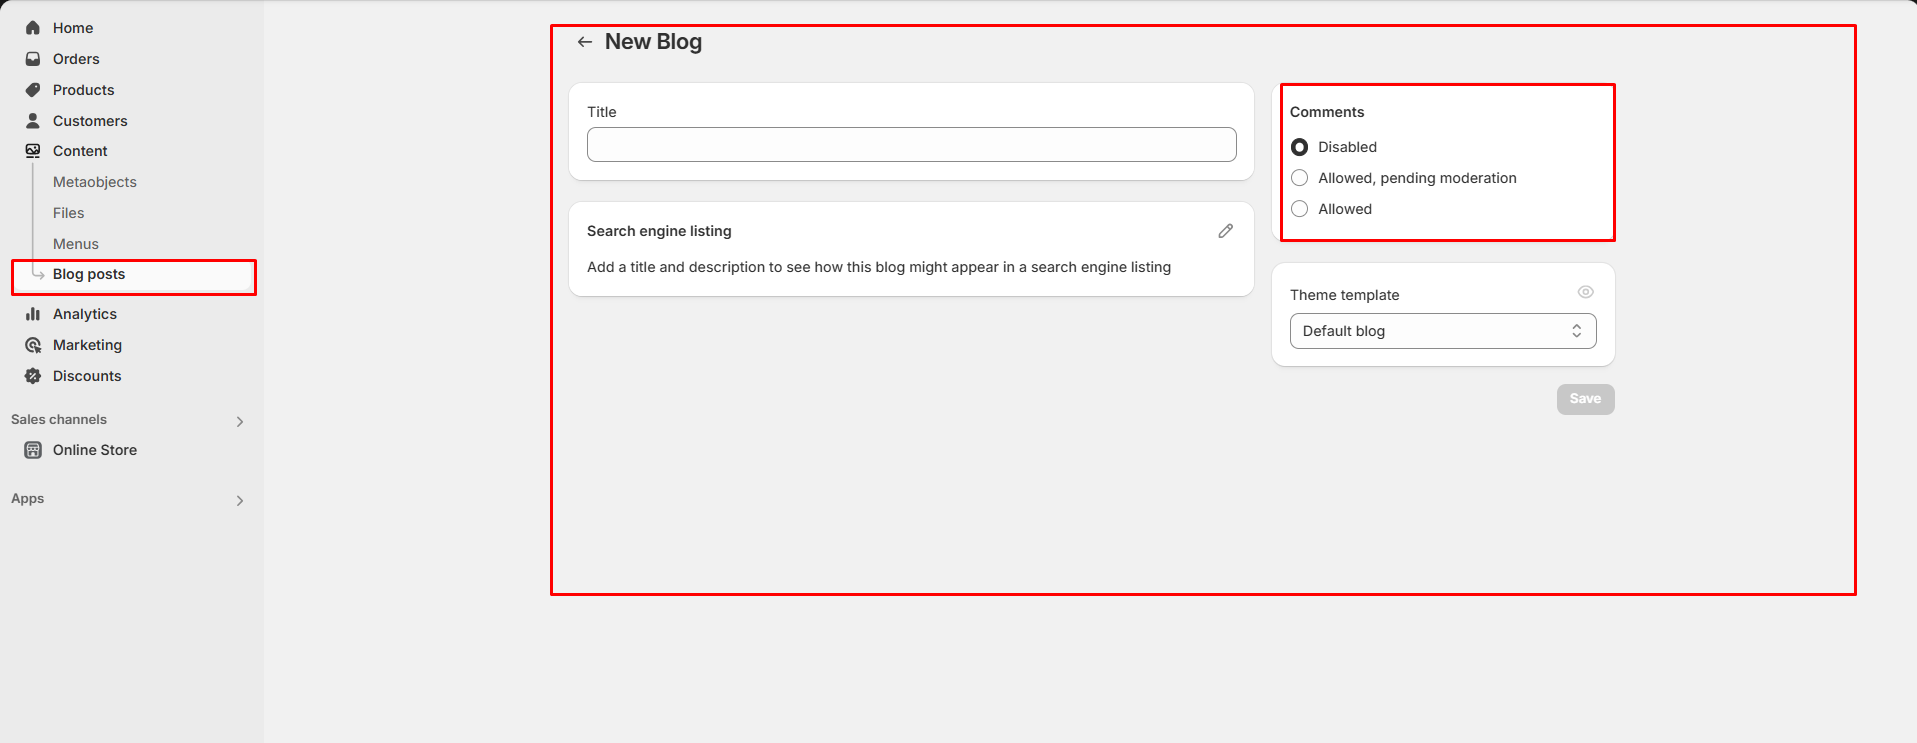 Home
Orders
Products
Customers
Content
Metaobjects
Files
Menus
Blog posts
Analytics
Marketing
Discounts
Sales channels
Online Store
Apps
New Blog
Title
Search engine listing
Add a title and description to see how this blog might appear in a search engine listing
Comments
Disabled
Allowed, pending moderation
Allowed
Theme template
Default blog
Save